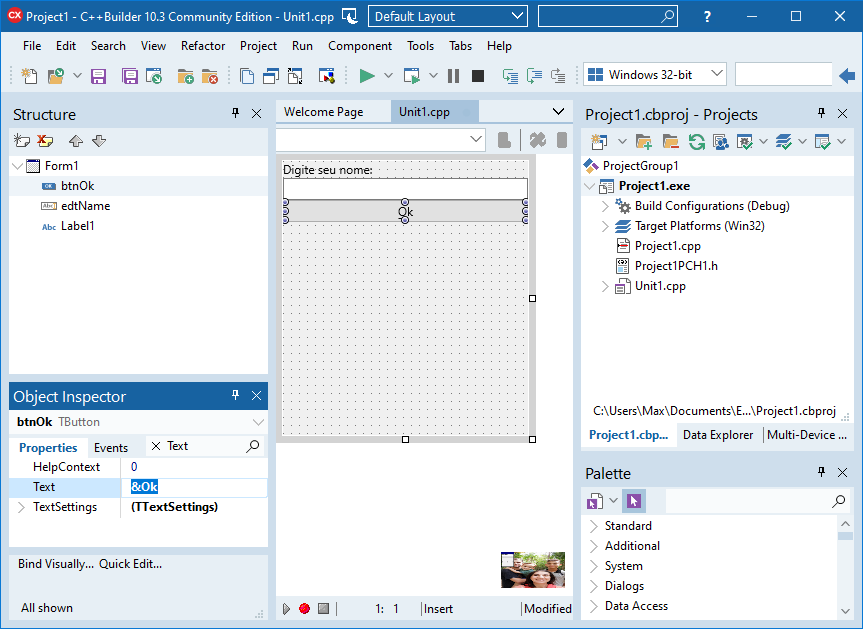 Project1 - C++Builder 10.3 Community Edition - Unit1.cpp
Default Layout
?
File Edit Search View Refactor Project Run Component Tools Tabs Help
Windows 32-bit
Structure
Form1
btnOk
edtName
Label1
Object Inspector
btnOk TButton
Properties Events Text
HelpContext 0
Text &Ok
TextSettings (TTextSettings)
Bind Visually... Quick Edit...
All shown
Welcome Page Unit1.cpp
Digite seu nome:
Ok
1: 1 Insert Modified
Project1.cbproj - Projects
ProjectGroup1
Project1.exe
Build Configurations (Debug)
Target Platforms (Win32)
Project1.cpp
Project1PCH1.h
Unit1.cpp
C:\Users\Max\Documents\E...\Project1.cbproj
Project1.cbp... Data Explorer Multi-Device ...
Palette
Standard
Additional
System
Dialogs
Data Access